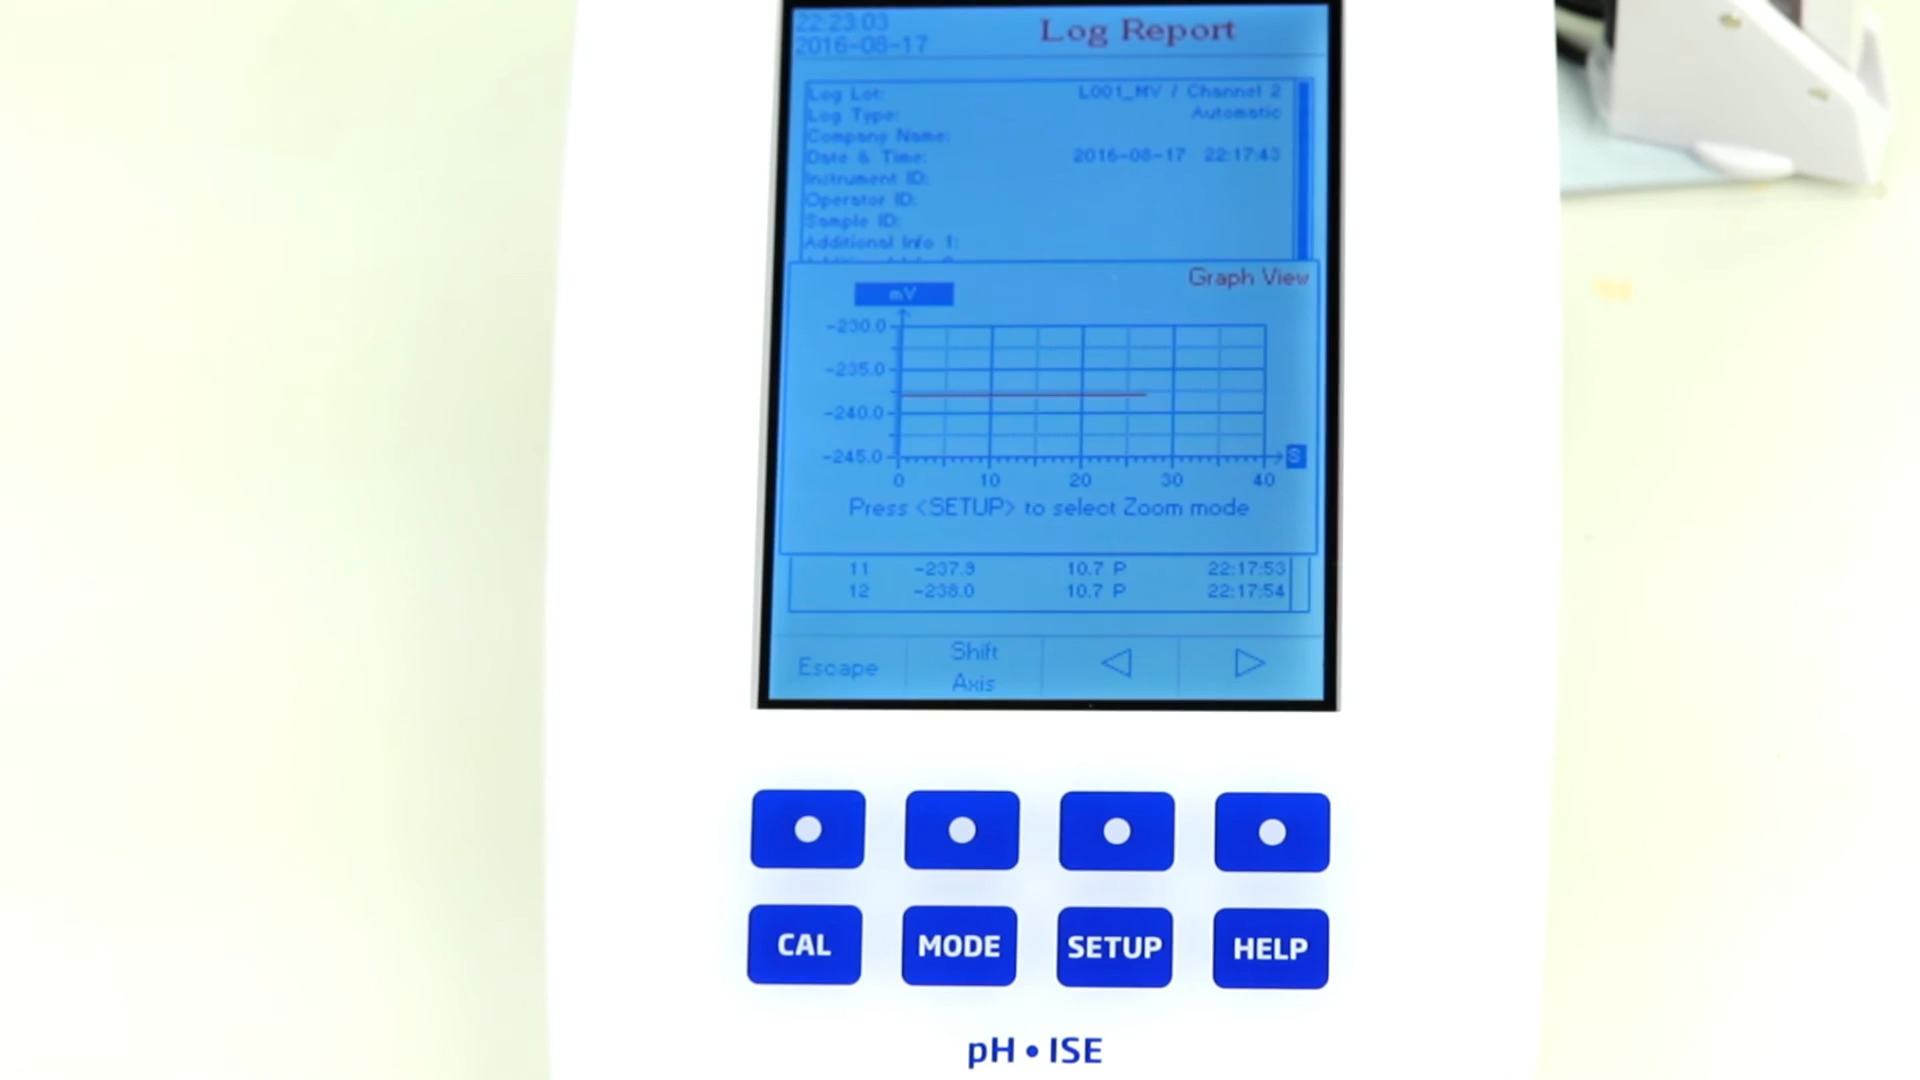 22:23:03
2016-08-17
Log Report
Log Lot: L001_MV / Channel 2
Log Type: Automatic
Company Name:
Date & Time: 2016-08-17 22:17:43
Instrument ID:
Operator ID:
Sample ID:
Additional Info 1:
Graph View
mV
-230.0
-235.0
-240.0
-245.0
S
0 10 20 30 40
Press <SETUP> to select Zoom mode
11 -237.9 10.7 P 22:17:53
12 -238.0 10.7 P 22:17:54
Escape
Shift
Axis
CAL MODE SETUP HELP
pH • ISE